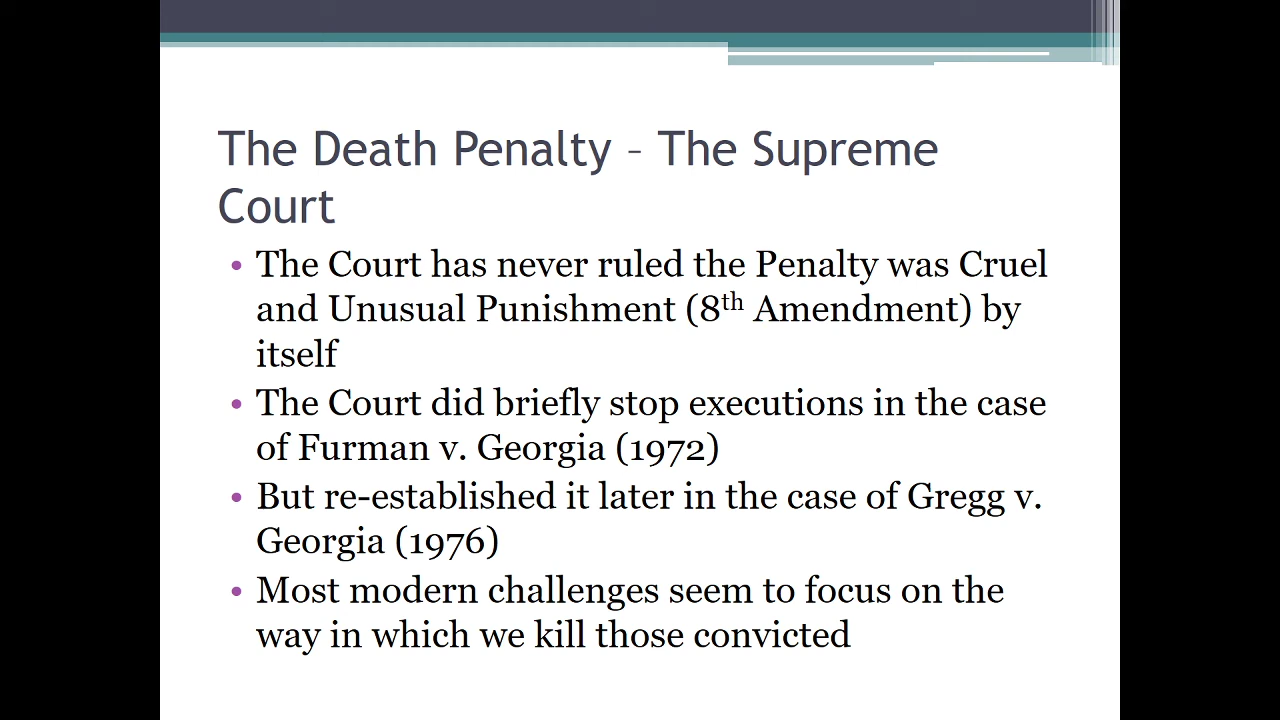 The Death Penalty – The Supreme
Court
• The Court has never ruled the Penalty was Cruel
and Unusual Punishment (8th Amendment) by
itself
• The Court did briefly stop executions in the case
of Furman v. Georgia (1972)
• But re-established it later in the case of Gregg v.
Georgia (1976)
• Most modern challenges seem to focus on the
way in which we kill those convicted